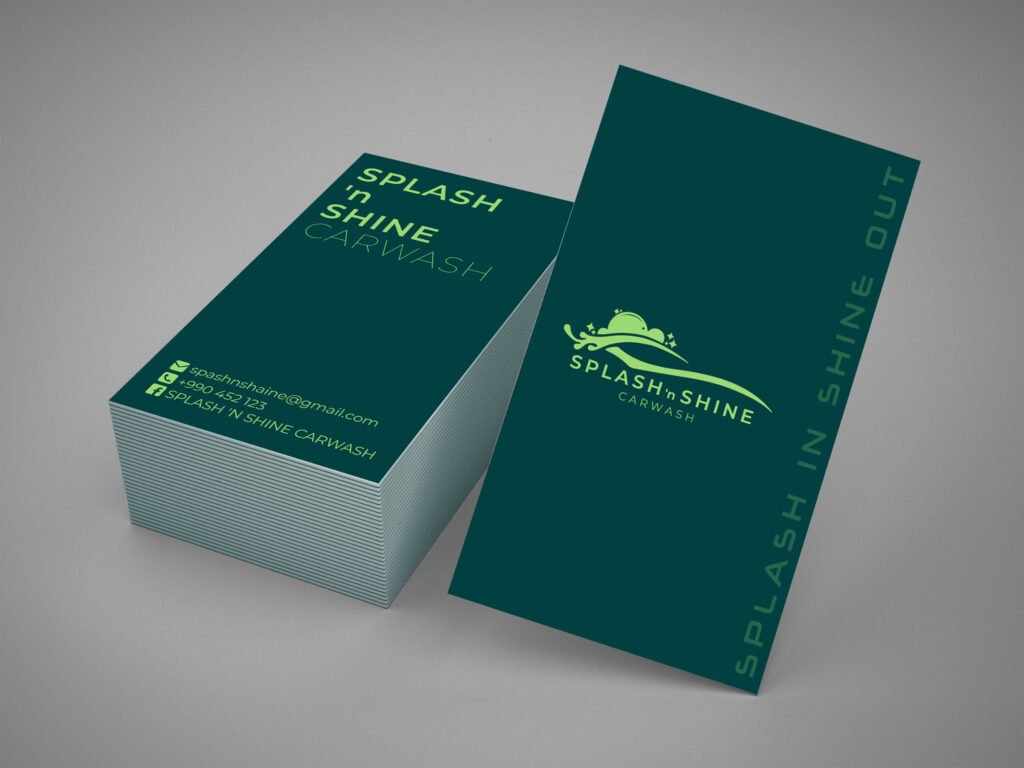 SPLASH
'n
SHINE
CARWASH
spashnshaine@gmail.com
+990 452 123
SPLASH 'N SHINE CARWASH
SPLASH 'n SHINE
CARWASH
SPLASH IN SHINE OUT